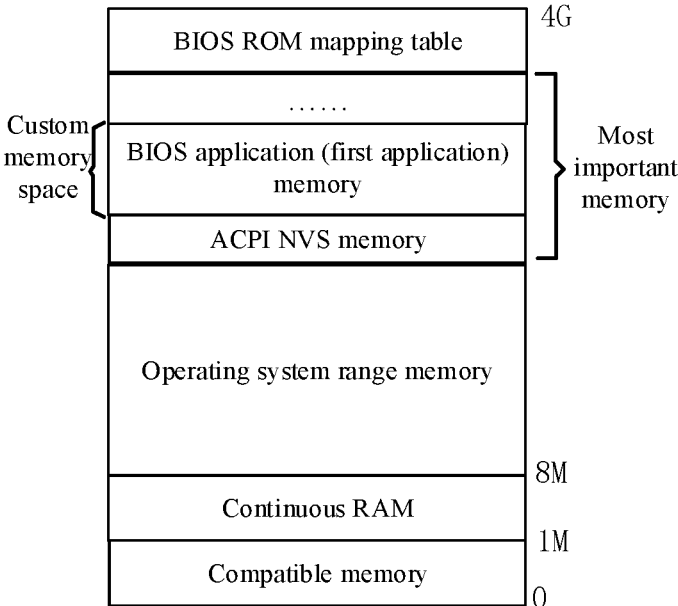 4G
BIOS ROM mapping table
……
Custom
memory
space
BIOS application (first application)
memory
Most
important
memory
ACPI NVS memory
Operating system range memory
8M
Continuous RAM
1M
Compatible memory
0